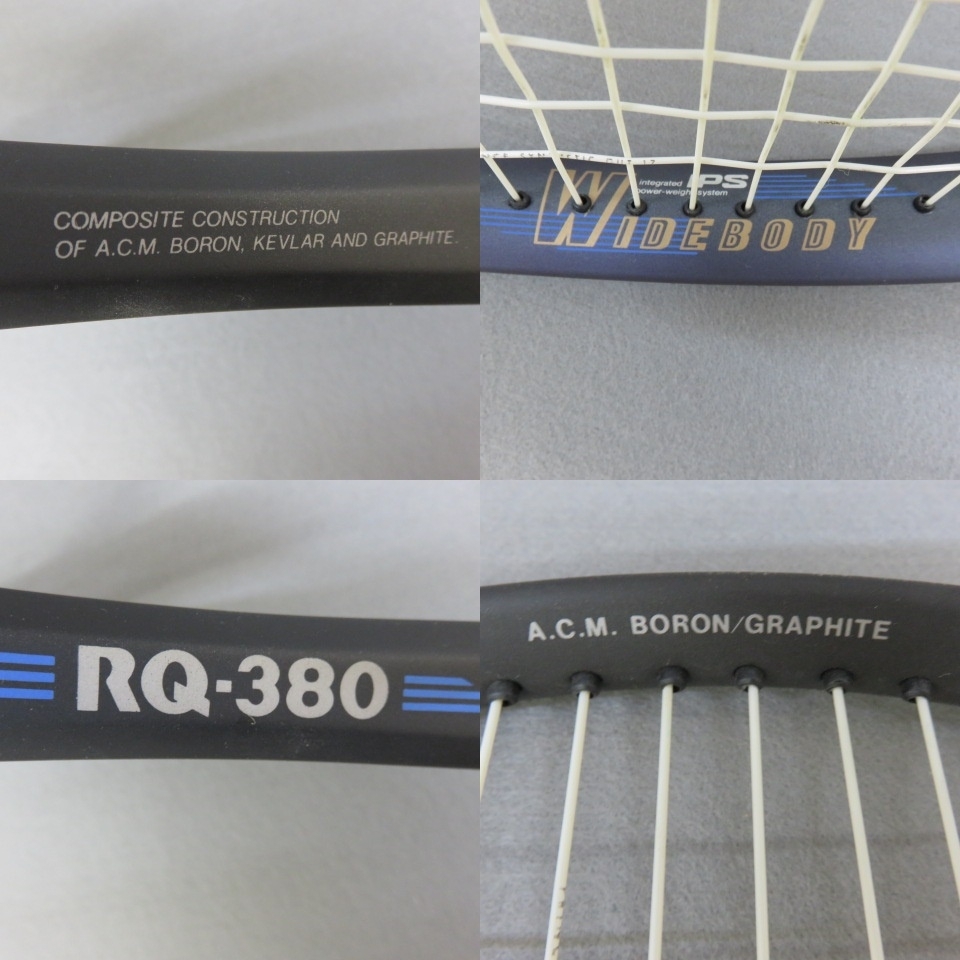 COMPOSITE CONSTRUCTION
OF A.C.M. BORON, KEVLAR AND GRAPHITE.
integrated IPS
power-weight system
WIDEBODY
RQ-380
A.C.M. BORON/GRAPHITE